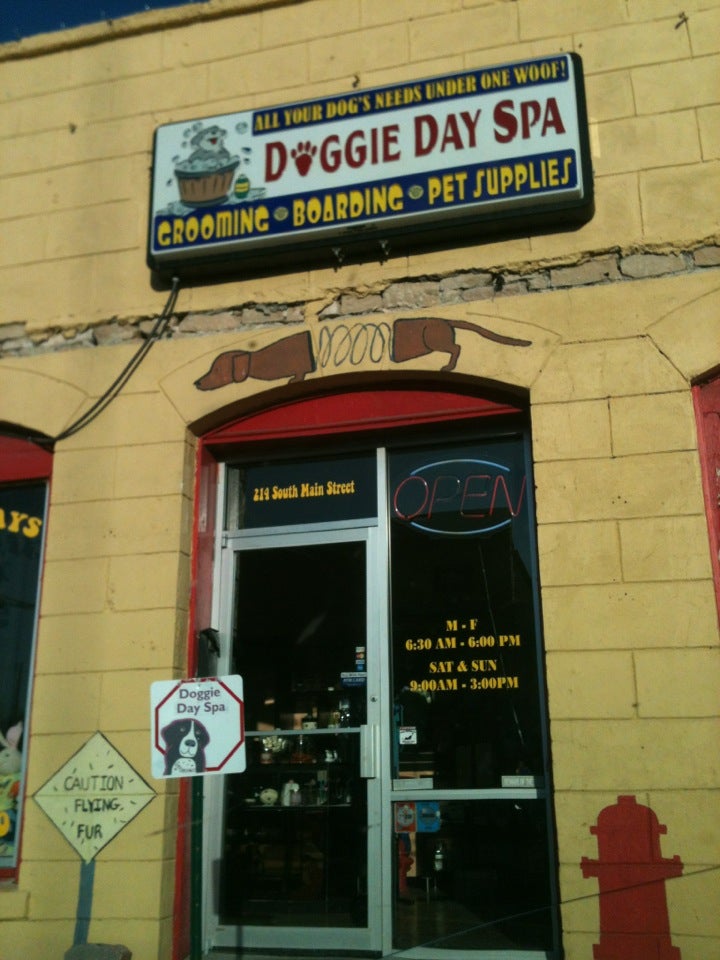 ALL YOUR DOG'S NEEDS UNDER ONE WOOF!
DOGGIE DAY SPA
GROOMING BOARDING PET SUPPLIES
214 South Main Street
OPEN
AYS
M - F
6:30 AM - 6:00 PM
SAT & SUN
9:00AM - 3:00PM
Doggie
Day Spa
CAUTION
FLYING
FUR